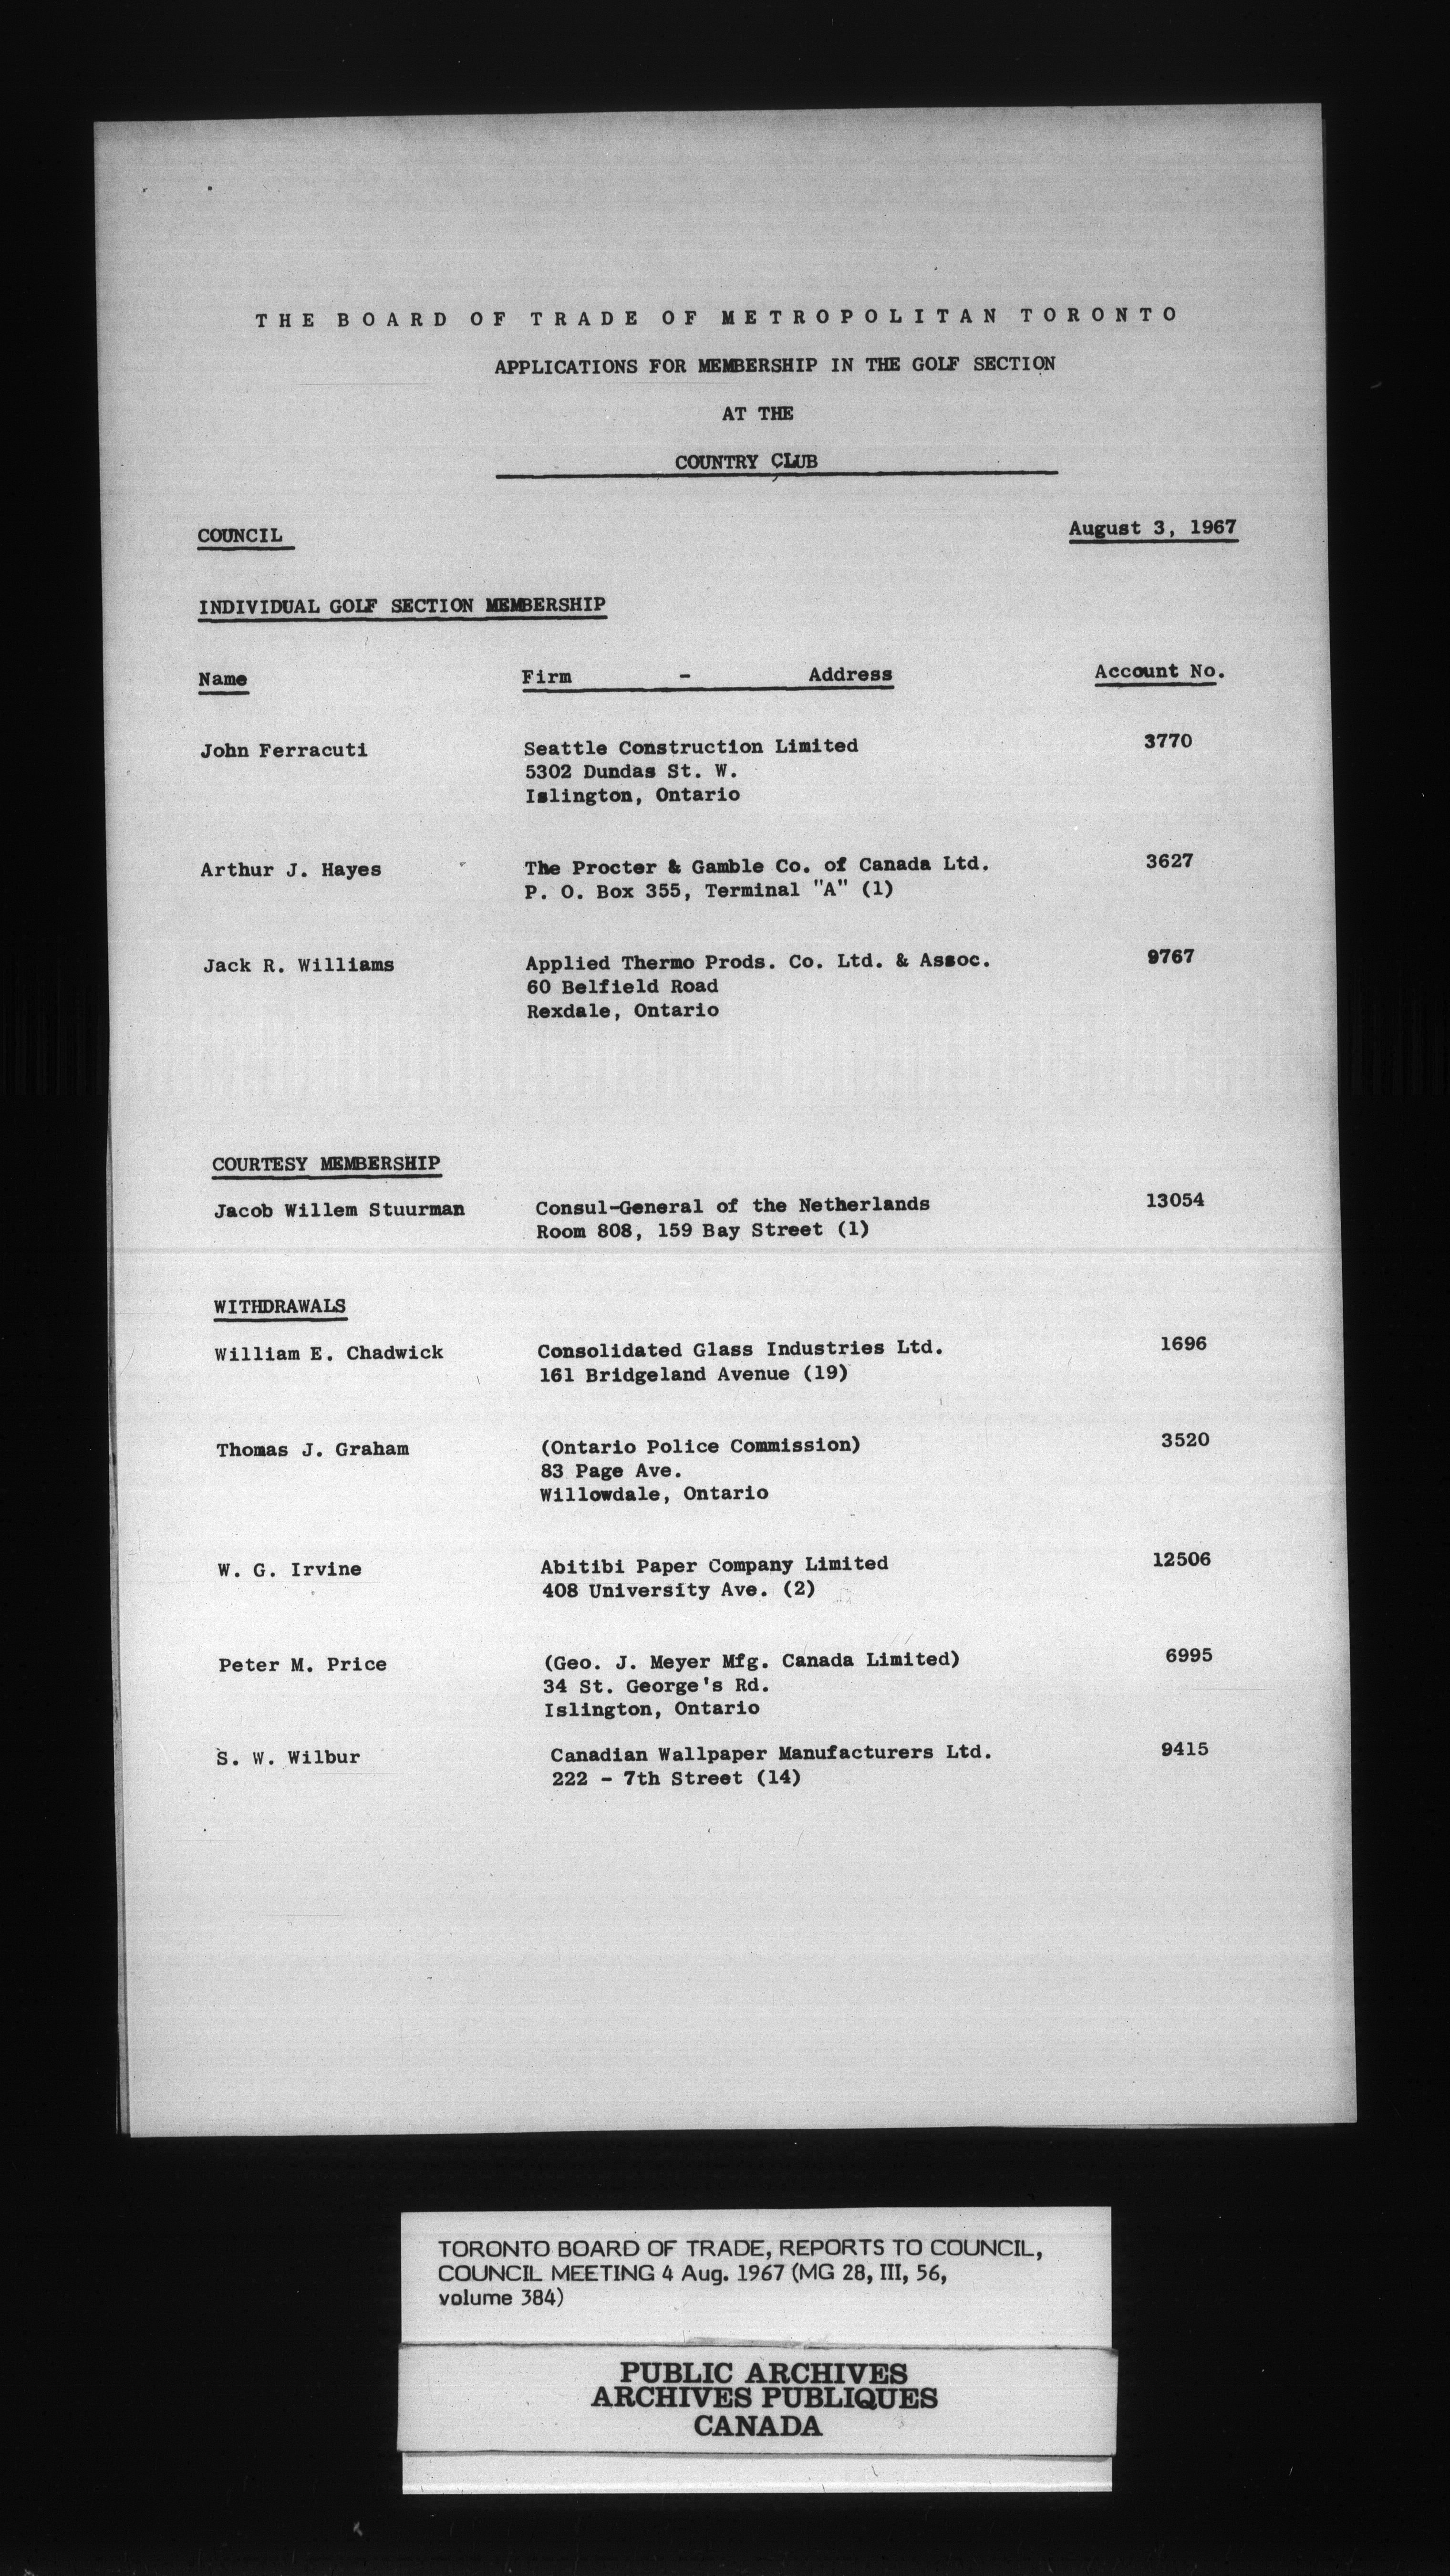 THE BOARD OF TRADE OF METROPOLITAN TORONTO
APPLICATIONS FOR MEMBERSHIP IN THE GOLF SECTION
AT THE
COUNTRY CLUB
COUNCIL August 3, 1967
INDIVIDUAL GOLF SECTION MEMBERSHIP
Name Firm - Address Account No.
John Ferracuti Seattle Construction Limited 3770
5302 Dundas St. W.
Islington, Ontario
Arthur J. Hayes The Procter & Gamble Co. of Canada Ltd. 3627
P. O. Box 355, Terminal "A" (1)
Jack R. Williams Applied Thermo Prods. Co. Ltd. & Assoc. 9767
60 Belfield Road
Rexdale, Ontario
COURTESY MEMBERSHIP
Jacob Willem Stuurman Consul-General of the Netherlands 13054
Room 808, 159 Bay Street (1)
WITHDRAWALS
William E. Chadwick Consolidated Glass Industries Ltd. 1696
161 Bridgeland Avenue (19)
Thomas J. Graham (Ontario Police Commission) 3520
83 Page Ave.
Willowdale, Ontario
W. G. Irvine Abitibi Paper Company Limited 12506
408 University Ave. (2)
Peter M. Price (Geo. J. Meyer Mfg. Canada Limited) 6995
34 St. George's Rd.
Islington, Ontario
S. W. Wilbur Canadian Wallpaper Manufacturers Ltd. 9415
222 - 7th Street (14)
TORONTO BOARD OF TRADE, REPORTS TO COUNCIL,
COUNCIL MEETING 4 Aug. 1967 (MG 28, III, 56,
volume 384)
PUBLIC ARCHIVES
ARCHIVES PUBLIQUES
CANADA